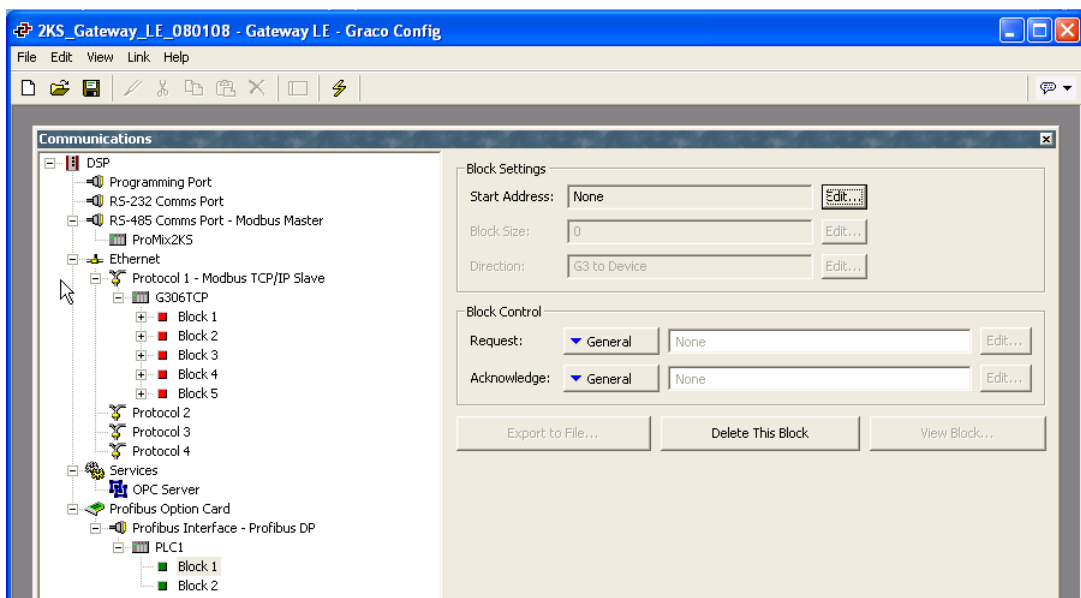 2KS_Gateway_LE_080108 - Gateway LE - Graco Config
File Edit View Link Help
Communications
DSP
Programming Port
RS-232 Comms Port
RS-485 Comms Port - Modbus Master
ProMix2KS
Ethernet
Protocol 1 - Modbus TCP/IP Slave
G306TCP
Block 1
Block 2
Block 3
Block 4
Block 5
Protocol 2
Protocol 3
Protocol 4
Services
OPC Server
Profibus Option Card
Profibus Interface - Profibus DP
PLC1
Block 1
Block 2
Block Settings
Start Address: None Edit...
Block Size: 0 Edit...
Direction: G3 to Device Edit...
Block Control
Request: General None Edit...
Acknowledge: General None Edit...
Export to File... Delete This Block View Block...